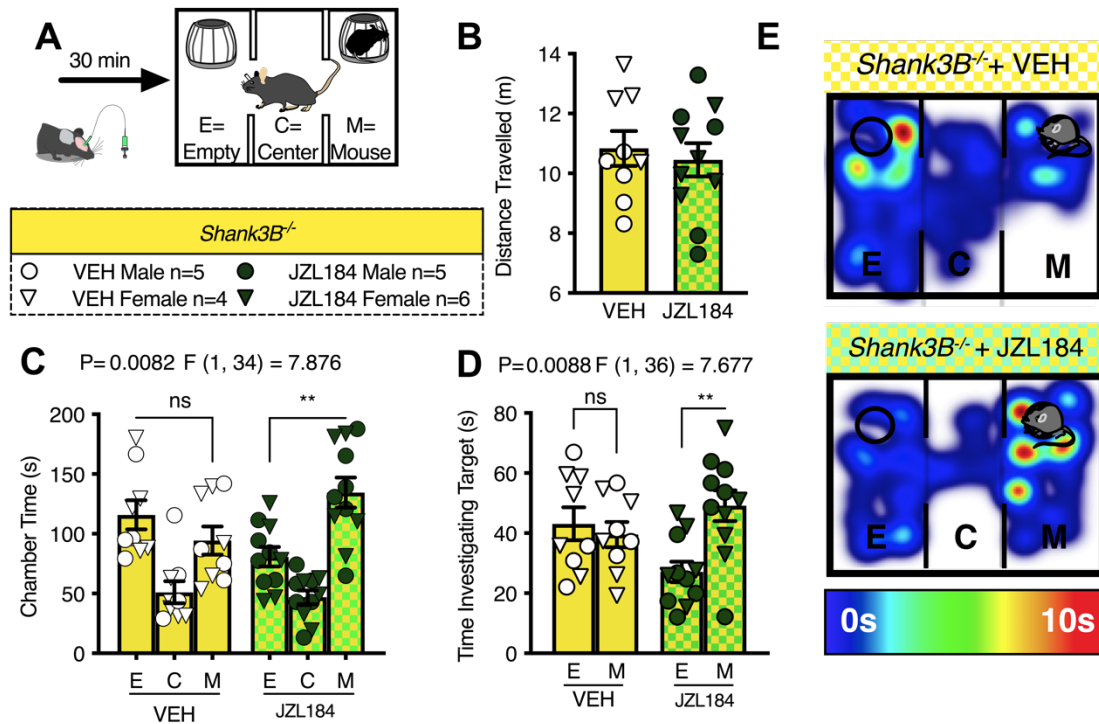 A
30 min
E=
Empty
C=
Center
M=
Mouse
Shank3B-/-
VEH Male n=5
JZL184 Male n=5
VEH Female n=4
JZL184 Female n=6
B
Distance Travelled (m)
14
12
10
8
6
VEH
JZL184
C
P=0.0082 F (1, 34) = 7.876
Chamber Time (s)
200
150
100
50
0
ns
**
E C M
E C M
VEH
JZL184
D
P=0.0088 F (1, 36) = 7.677
Time Investigating Target (s)
80
60
40
20
0
ns
**
E M
E M
VEH
JZL184
E
Shank3B-/-+ VEH
E
C
M
Shank3B-/- + JZL184
E
C
M
0s
10s